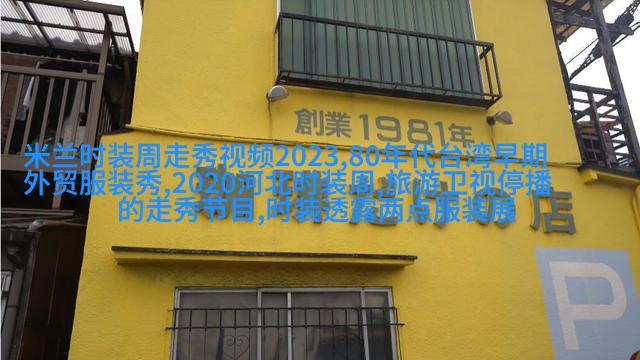 創業1981年
米兰时装周走秀视频2023,80年代台湾早期
外贸服装秀,2020河北时装周,旅游卫视停播
的走秀节目,时装透露两点服装展
店
P